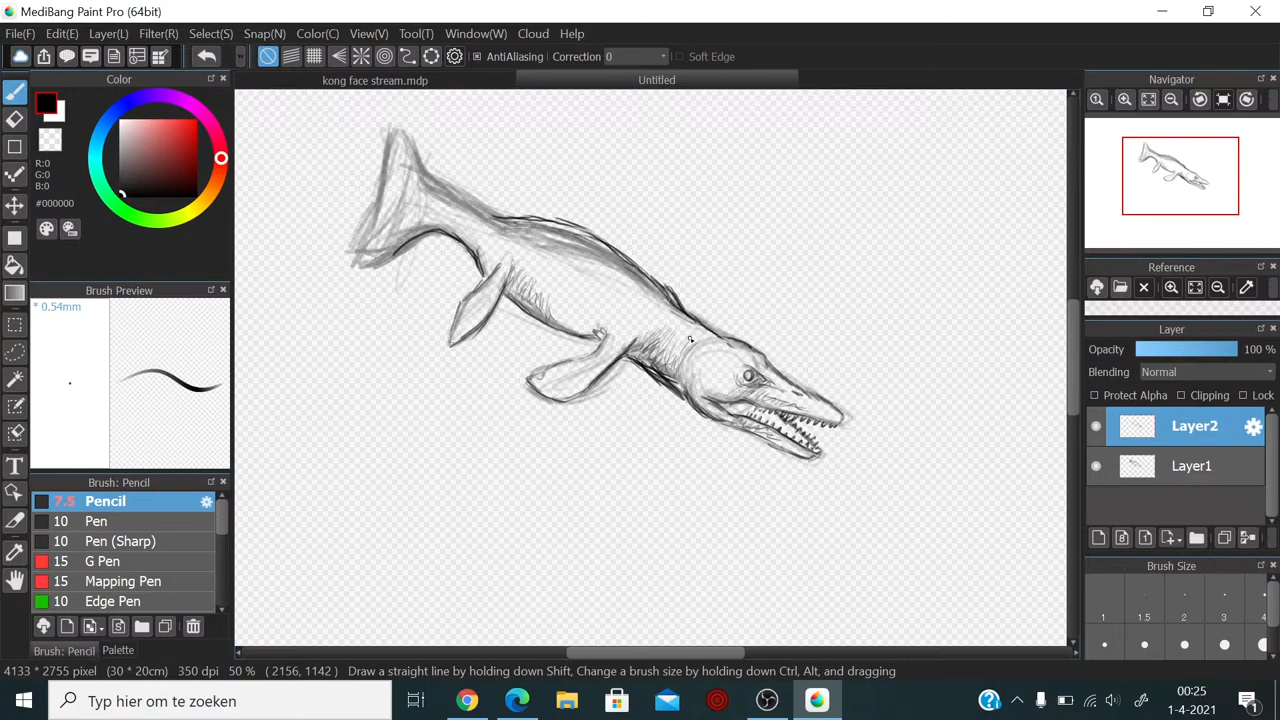 MediBang Paint Pro (64bit)
File(F) Edit(E) Layer(L) Filter(R) Select(S) Snap(N) Color(C) View(V) Tool(T) Window(W) Cloud Help
AntiAliasing Correction 0 Soft Edge
Color
kong face stream.mdp
Untitled
Navigator
R:0
G:0
B:0
#000000
Reference
Brush Preview
* 0.54mm
Layer
Opacity 100 %
Blending Normal
Protect Alpha Clipping Lock
Layer2
Layer1
Brush: Pencil
7.5 Pencil
10 Pen
10 Pen (Sharp)
15 G Pen
15 Mapping Pen
10 Edge Pen
Brush Size
1 1.5 2 3 4
Brush: Pencil Palette
4133 * 2755 pixel (30 * 20cm) 350 dpi 50 % ( 2156, 1142 ) Draw a straight line by holding down Shift, Change a brush size by holding down Ctrl, Alt, and dragging
Typ hier om te zoeken
00:25
1-4-2021
1